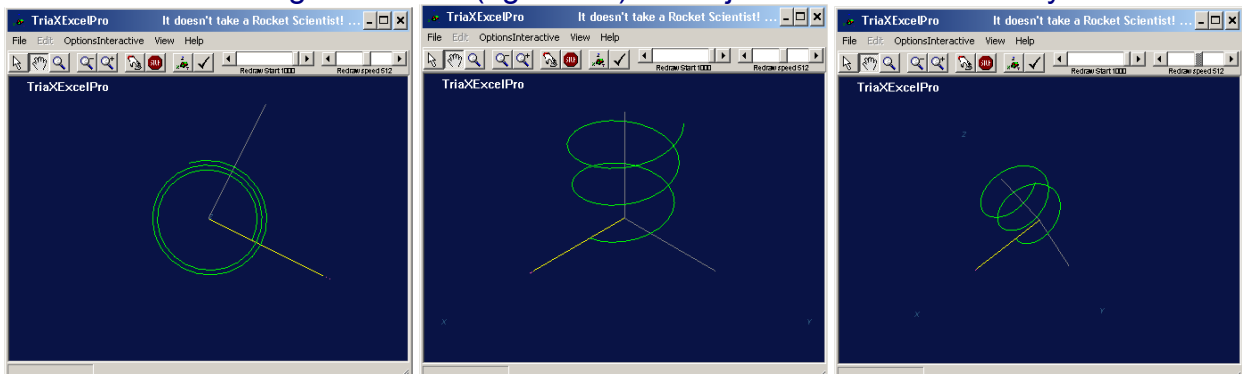 TriaXExcelPro It doesn't take a Rocket Scientist! ...
File Edit OptionsInteractive View Help
Redraw Start 1000 Redraw speed 512
TriaXExcelPro
TriaXExcelPro It doesn't take a Rocket Scientist! ...
File Edit OptionsInteractive View Help
Redraw Start 1000 Redraw speed 512
TriaXExcelPro
X Y
TriaXExcelPro It doesn't take a Rocket Scientist! ...
File Edit OptionsInteractive View Help
Redraw Start 1000 Redraw speed 512
TriaXExcelPro
Z
X Y